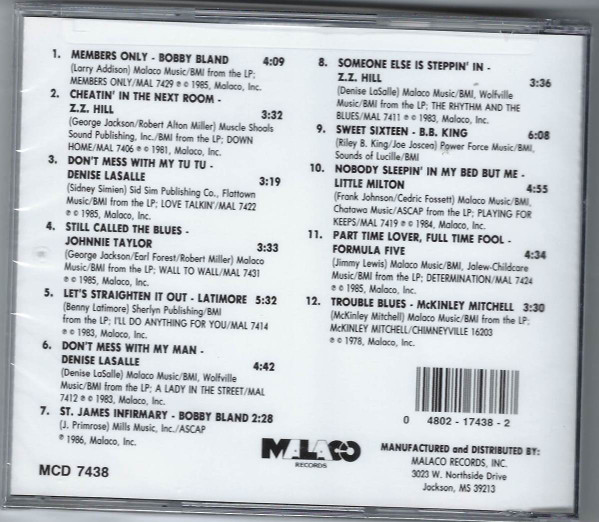 1. MEMBERS ONLY - BOBBY BLAND 4:09
(Larry Addison) Malaco Music/BMI from the LP;
MEMBERS ONLY/MAL 7429 ℗ © 1985, Malaco, Inc.
2. CHEATIN' IN THE NEXT ROOM -
Z.Z. HILL 3:32
(George Jackson/Robert Alton Miller) Muscle Shoals
Sound Publishing, Inc./BMI from the LP; DOWN
HOME/MAL 7406 ℗ © 1981, Malaco, Inc.
3. DON'T MESS WITH MY TU TU -
DENISE LASALLE 3:19
(Sidney Simien) Sid Sim Publishing Co., Flattown
Music/BMI from the LP; LOVE TALKIN'/MAL 7422
℗ © 1985, Malaco, Inc.
4. STILL CALLED THE BLUES -
JOHNNIE TAYLOR 3:33
(George Jackson/Earl Forest/Robert Miller) Malaco
Music/BMI from the LP; WALL TO WALL/MAL 7431
℗ © 1985, Malaco, Inc.
5. LET'S STRAIGHTEN IT OUT - LATIMORE 5:32
(Benny Latimore) Sherlyn Publishing/BMI
from the LP; I'LL DO ANYTHING FOR YOU/MAL 7414
℗ © 1983, Malaco, Inc.
6. DON'T MESS WITH MY MAN -
DENISE LASALLE 4:42
(Denise LaSalle) Malaco Music/BMI, Wolfville
Music/BMI from the LP; A LADY IN THE STREET/MAL
7412 ℗ © 1983, Malaco, Inc.
7. ST. JAMES INFIRMARY - BOBBY BLAND 2:28
(J. Primrose) Mills Music, Inc./ASCAP
℗ 1986, Malaco, Inc.
8. SOMEONE ELSE IS STEPPIN' IN -
Z.Z. HILL 3:36
(Denise LaSalle) Malaco Music/BMI, Wolfville
Music/BMI from the LP; THE RHYTHM AND THE
BLUES/MAL 7411 ℗ © 1983, Malaco, Inc.
9. SWEET SIXTEEN - B.B. KING 6:08
(Riley B. King/Joe Josea) Power Force Music/BMI,
Sounds of Lucille/BMI
10. NOBODY SLEEPING IN MY BED BUT ME -
LITTLE MILTON 4:55
(Frank Johnson/Cedric Fossett) Malaco Music/BMI,
Chatawa Music/ASCAP from the LP; PLAYING FOR
KEEPS/MAL 7419 ℗ © 1984, Malaco, Inc.
11. PART TIME LOVER, FULL TIME FOOL -
FORMULA FIVE 4:34
(Jimmy Lewis) Malaco Music/BMI, Jalew-Childcare
Music/BMI from the LP; DETERMINATION/MAL 7424
℗ © 1985, Malaco, Inc.
12. TROUBLE BLUES - McKINLEY MITCHELL 3:30
(McKinley Mitchell) Malaco Music/BMI from the LP;
McKINLEY MITCHELL/CHIMNEYVILLE 16203
℗ © 1978, Malaco, Inc.
0 4802 - 17438 - 2
MCD 7438
MALACO
RECORDS
MANUFACTURED and DISTRIBUTED BY:
MALACO RECORDS, INC.
3023 W. Northside Drive
Jackson, MS 39213